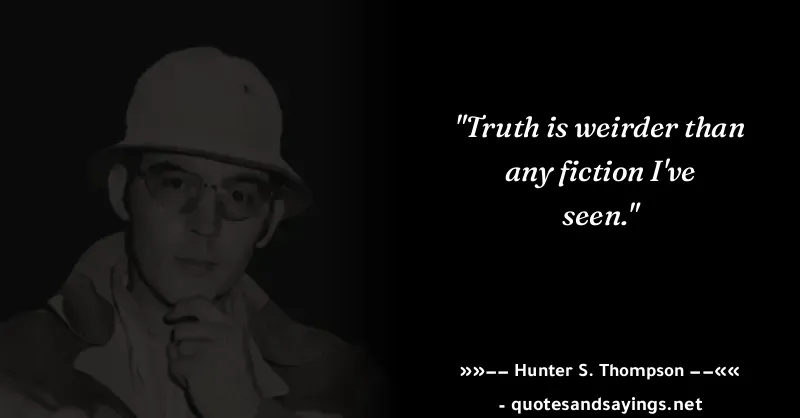 "Truth is weirder than
any fiction I've
seen."
»»–– Hunter S. Thompson ––««
- quotesandsayings.net